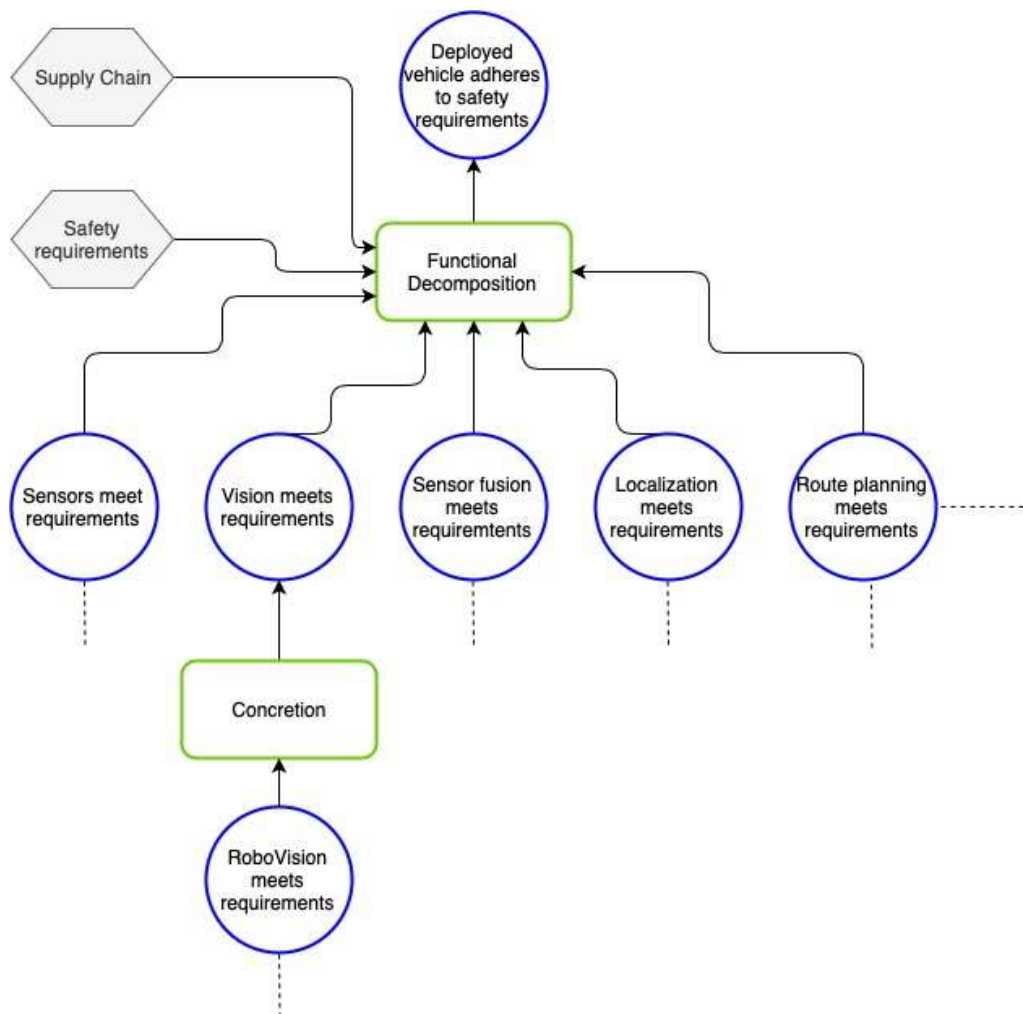 Supply Chain
Deployed
vehicle adheres
to safety
requirements
Safety
requirements
Functional
Decomposition
Sensors meet
requirements
Vision meets
requirements
Sensor fusion
meets
requiremtents
Localization
meets
requirements
Route planning
meets
requirements
Concretion
RoboVision
meets
requirements